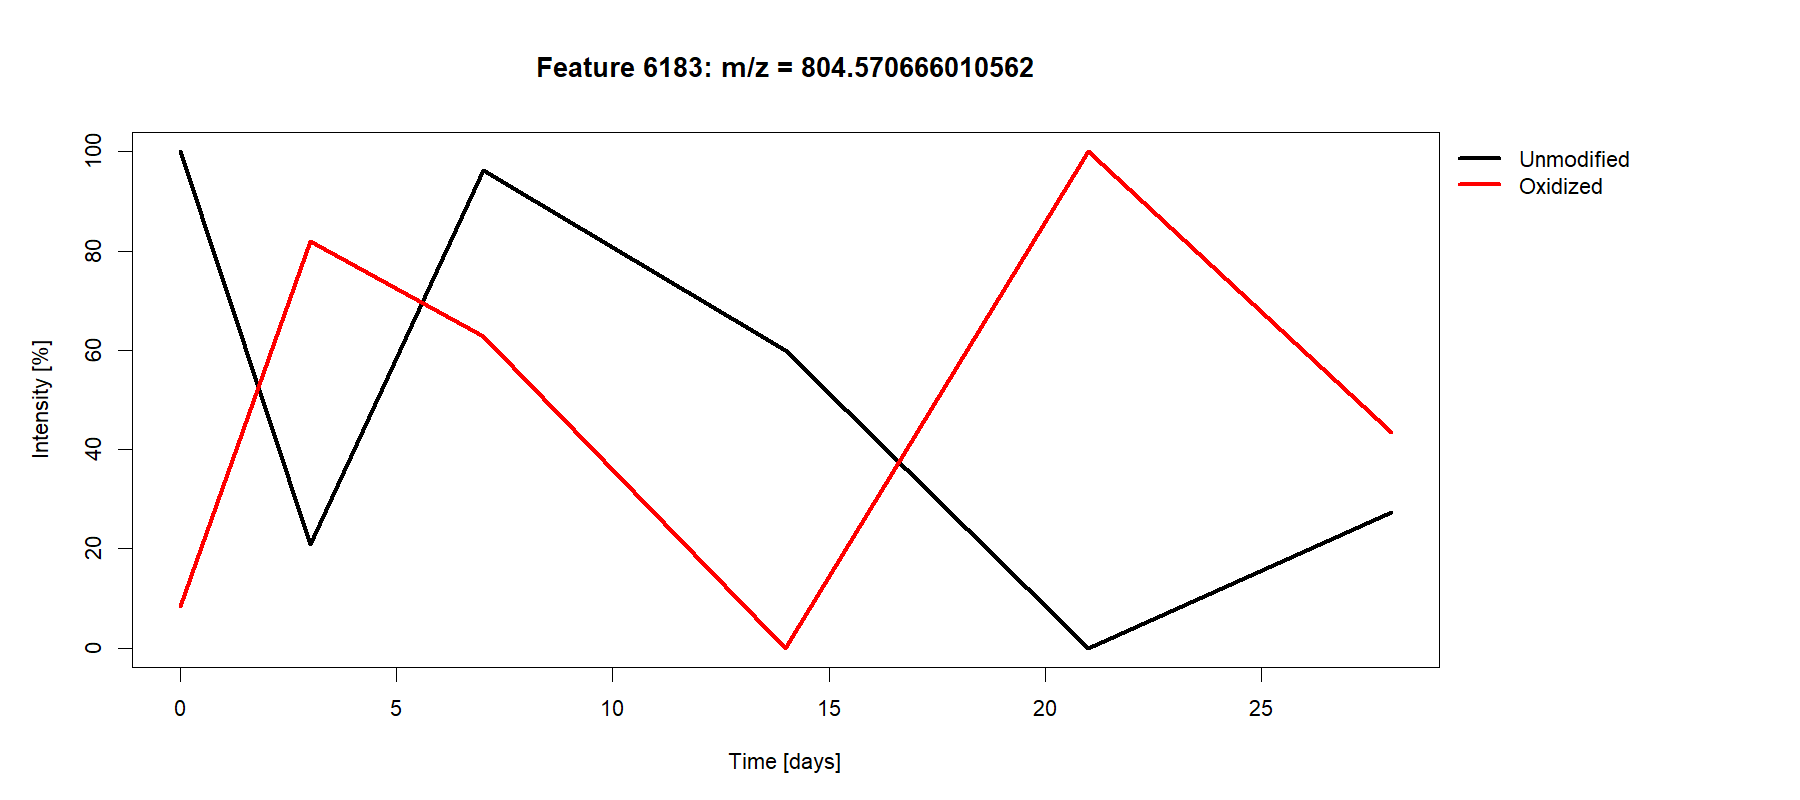 Feature 6183: m/z = 804.570666010562
Unmodified
Oxidized
Intensity [%]
100
80
60
40
20
0
0 5 10 15 20 25
Time [days]